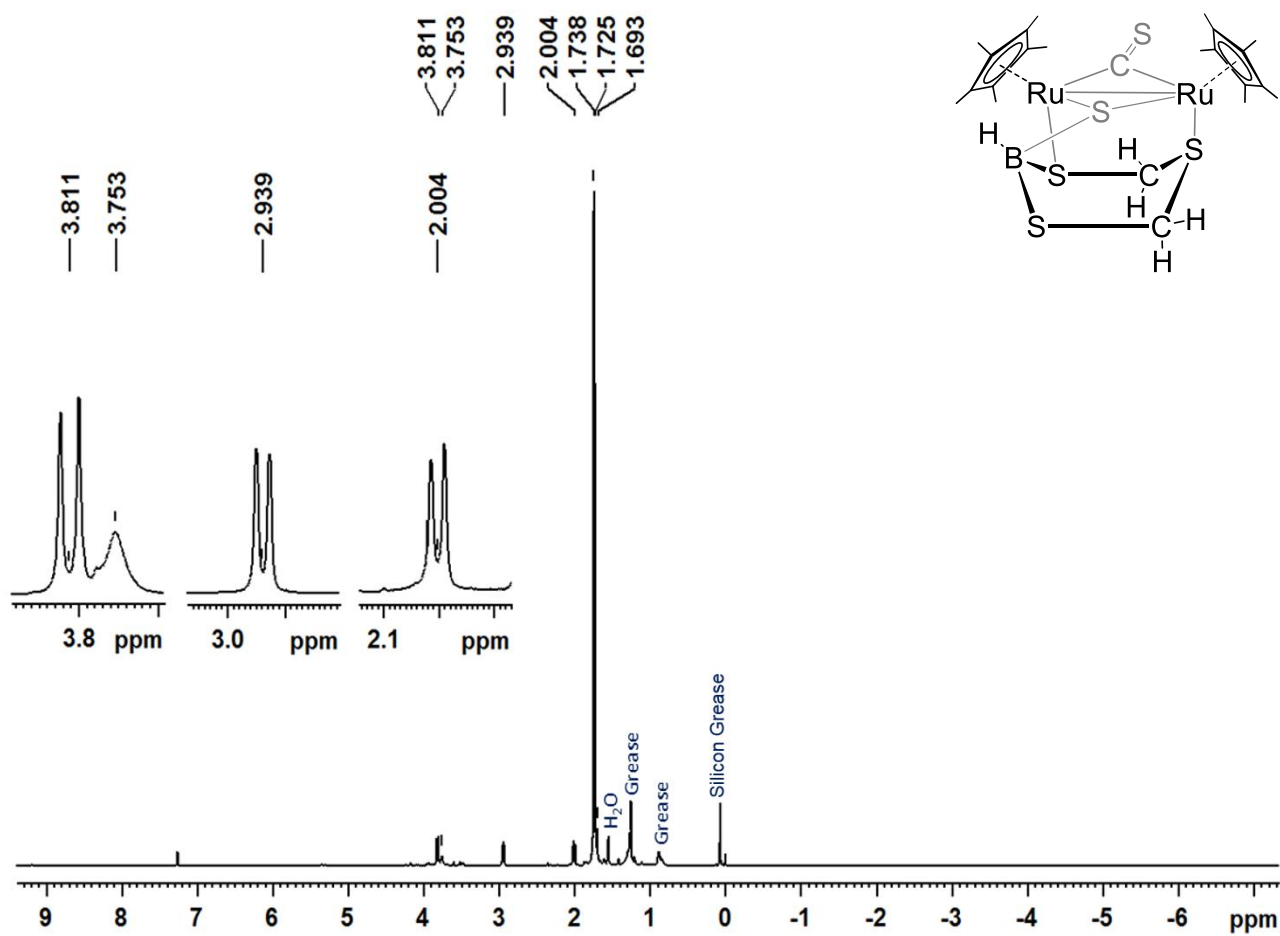 3.811
3.753
2.939
2.004
1.738
1.725
1.693
S
C
Ru
Ru
S
H
B
S
H
C
H
S
S
C
H
H
3.811
3.753
2.939
2.004
3.8 ppm
3.0 ppm
2.1 ppm
H2O
Grease
Grease
Silicon Grease
9 8 7 6 5 4 3 2 1 0 -1 -2 -3 -4 -5 -6 ppm